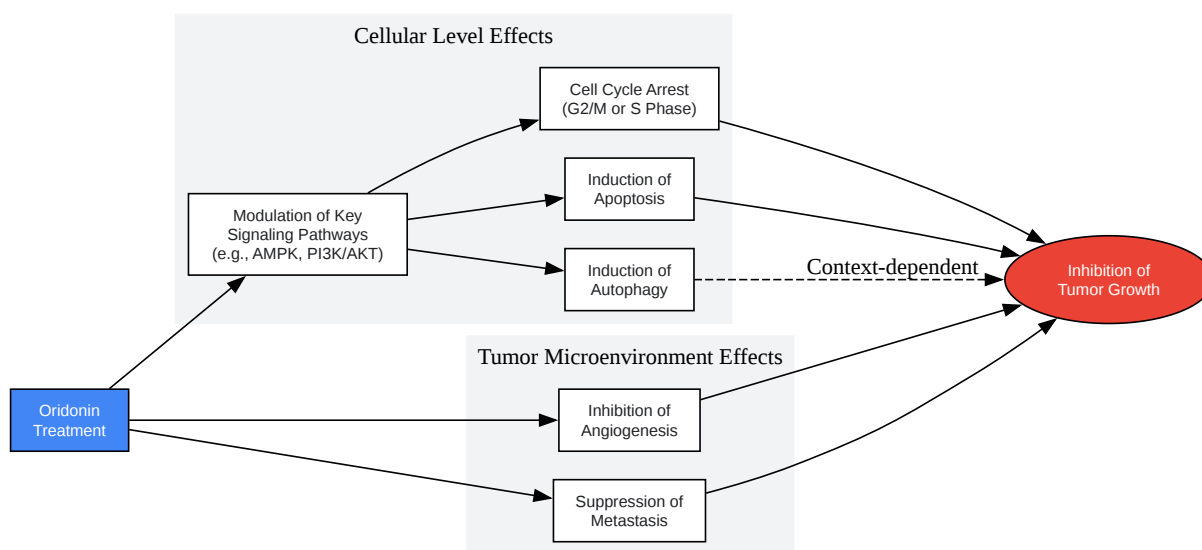 Cellular Level Effects
Cell Cycle Arrest
(G2/M or S Phase)
Induction of
Apoptosis
Modulation of Key
Signaling Pathways
(e.g., AMPK, PI3K/AKT)
Induction of
Autophagy
Context-dependent
Inhibition of
Tumor Growth
Tumor Microenvironment Effects
Oridonin
Treatment
Inhibition of
Angiogenesis
Suppression of
Metastasis